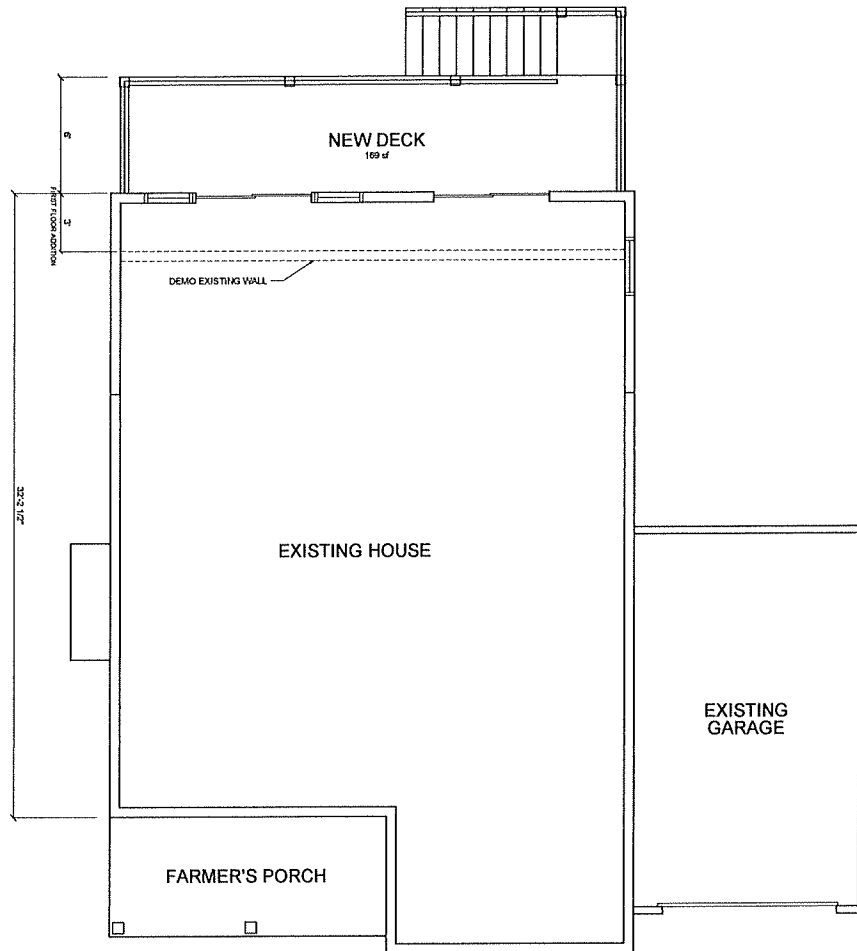 NEW DECK
169 sf
6'
FIRST FLOOR ADDITION
3'
DEMO EXISTING WALL
32'-2 1/2"
EXISTING HOUSE
EXISTING
GARAGE
FARMER'S PORCH